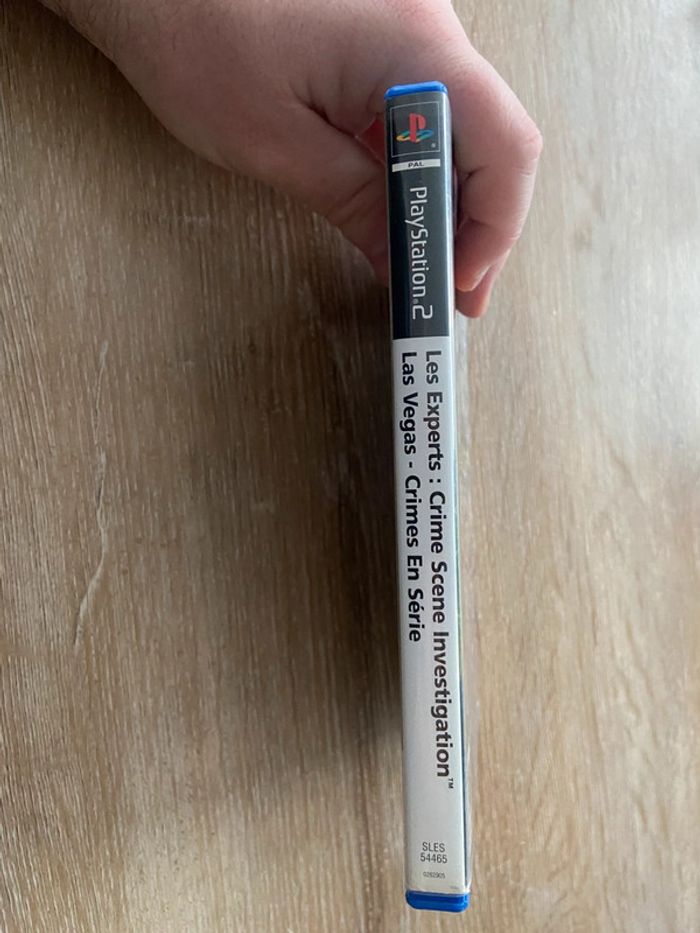 PAL
PlayStation®2
Les Experts : Crime Scene Investigation™
Las Vegas - Crimes En Série
SLES
54465